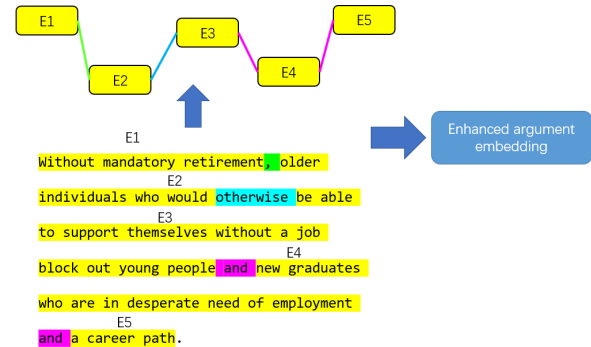 E1
E5
E3
E2
E4
Enhanced argument
embedding
E1
Without mandatory retirement, older
E2
individuals who would otherwise be able
E3
to support themselves without a job
E4
block out young people and new graduates
who are in desperate need of employment
E5
and a career path.